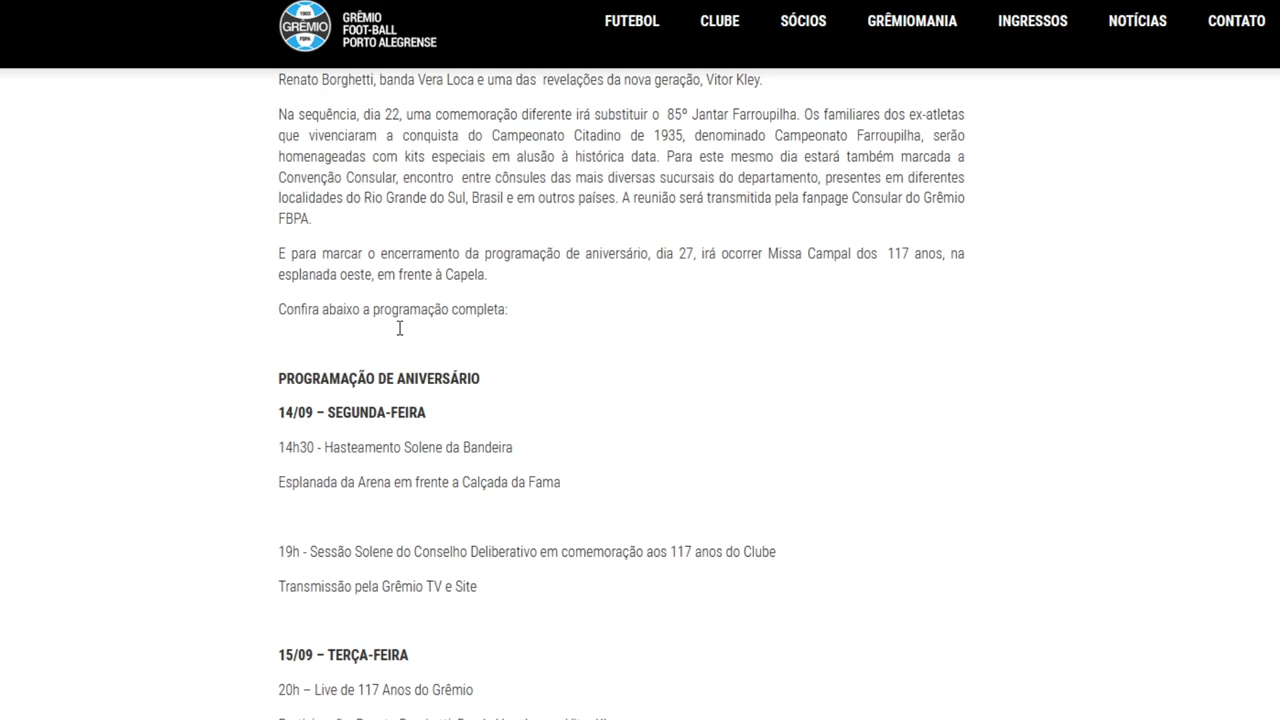 1903
GRÊMIO
FBPA
GRÊMIO
FOOT-BALL
PORTO ALEGRENSE
FUTEBOL CLUBE SÓCIOS GRÊMIOMANIA INGRESSOS NOTÍCIAS CONTATO
Renato Borghetti, banda Vera Loca e uma das revelações da nova geração, Vitor Kley.
Na sequência, dia 22, uma comemoração diferente irá substituir o 85º Jantar Farroupilha. Os familiares dos ex-atletas
que vivenciaram a conquista do Campeonato Citadino de 1935, denominado Campeonato Farroupilha, serão
homenageadas com kits especiais em alusão à histórica data. Para este mesmo dia estará também marcada a
Convenção Consular, encontro entre cônsules das mais diversas sucursais do departamento, presentes em diferentes
localidades do Rio Grande do Sul, Brasil e em outros países. A reunião será transmitida pela fanpage Consular do Grêmio
FBPA.
E para marcar o encerramento da programação de aniversário, dia 27, irá ocorrer Missa Campal dos 117 anos, na
esplanada oeste, em frente à Capela.
Confira abaixo a programação completa:
PROGRAMAÇÃO DE ANIVERSÁRIO
14/09 – SEGUNDA-FEIRA
14h30 - Hasteamento Solene da Bandeira
Esplanada da Arena em frente a Calçada da Fama
19h - Sessão Solene do Conselho Deliberativo em comemoração aos 117 anos do Clube
Transmissão pela Grêmio TV e Site
15/09 – TERÇA-FEIRA
20h – Live de 117 Anos do Grêmio